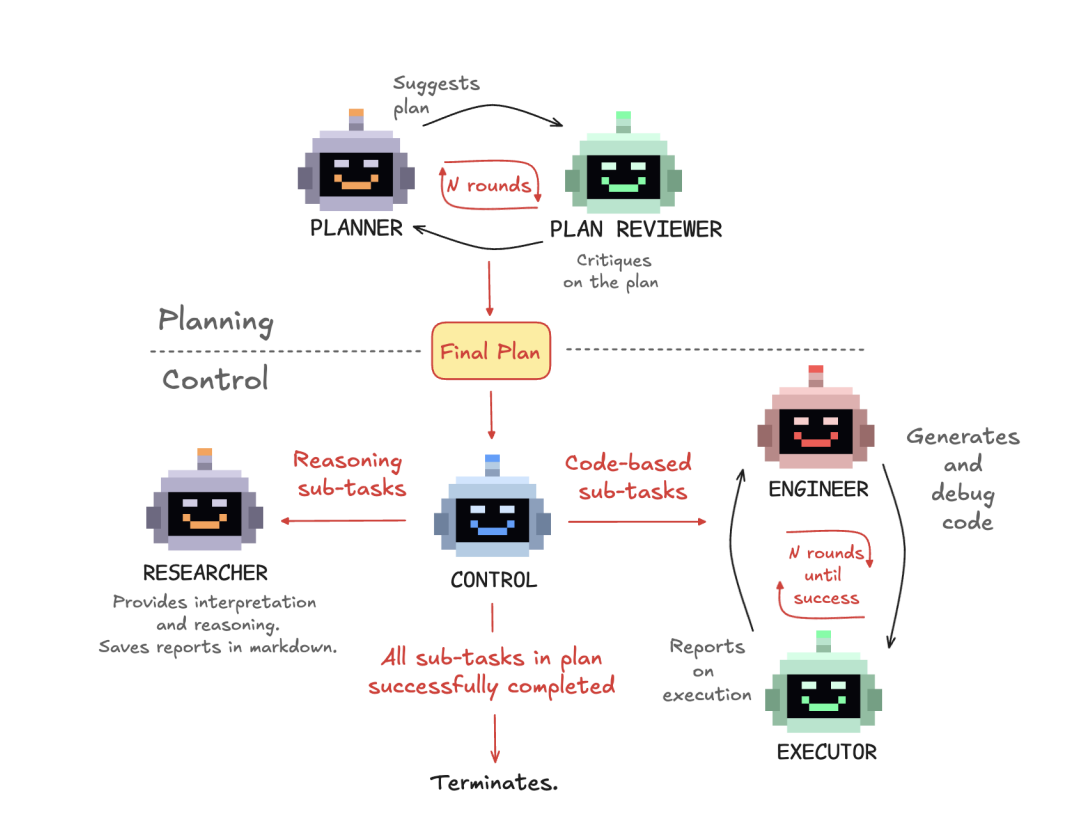 Suggests
plan
N rounds
PLANNER
PLAN REVIEWER
Critiques
on the plan
Planning
Final Plan
Control
Reasoning
sub-tasks
Code-based
sub-tasks
ENGINEER
Generates
and
debug
code
RESEARCHER
Provides interpretation
and reasoning.
Saves reports in markdown.
CONTROL
N rounds
until
success
All sub-tasks in plan
successfully completed
Reports
on
execution
EXECUTOR
Terminates.